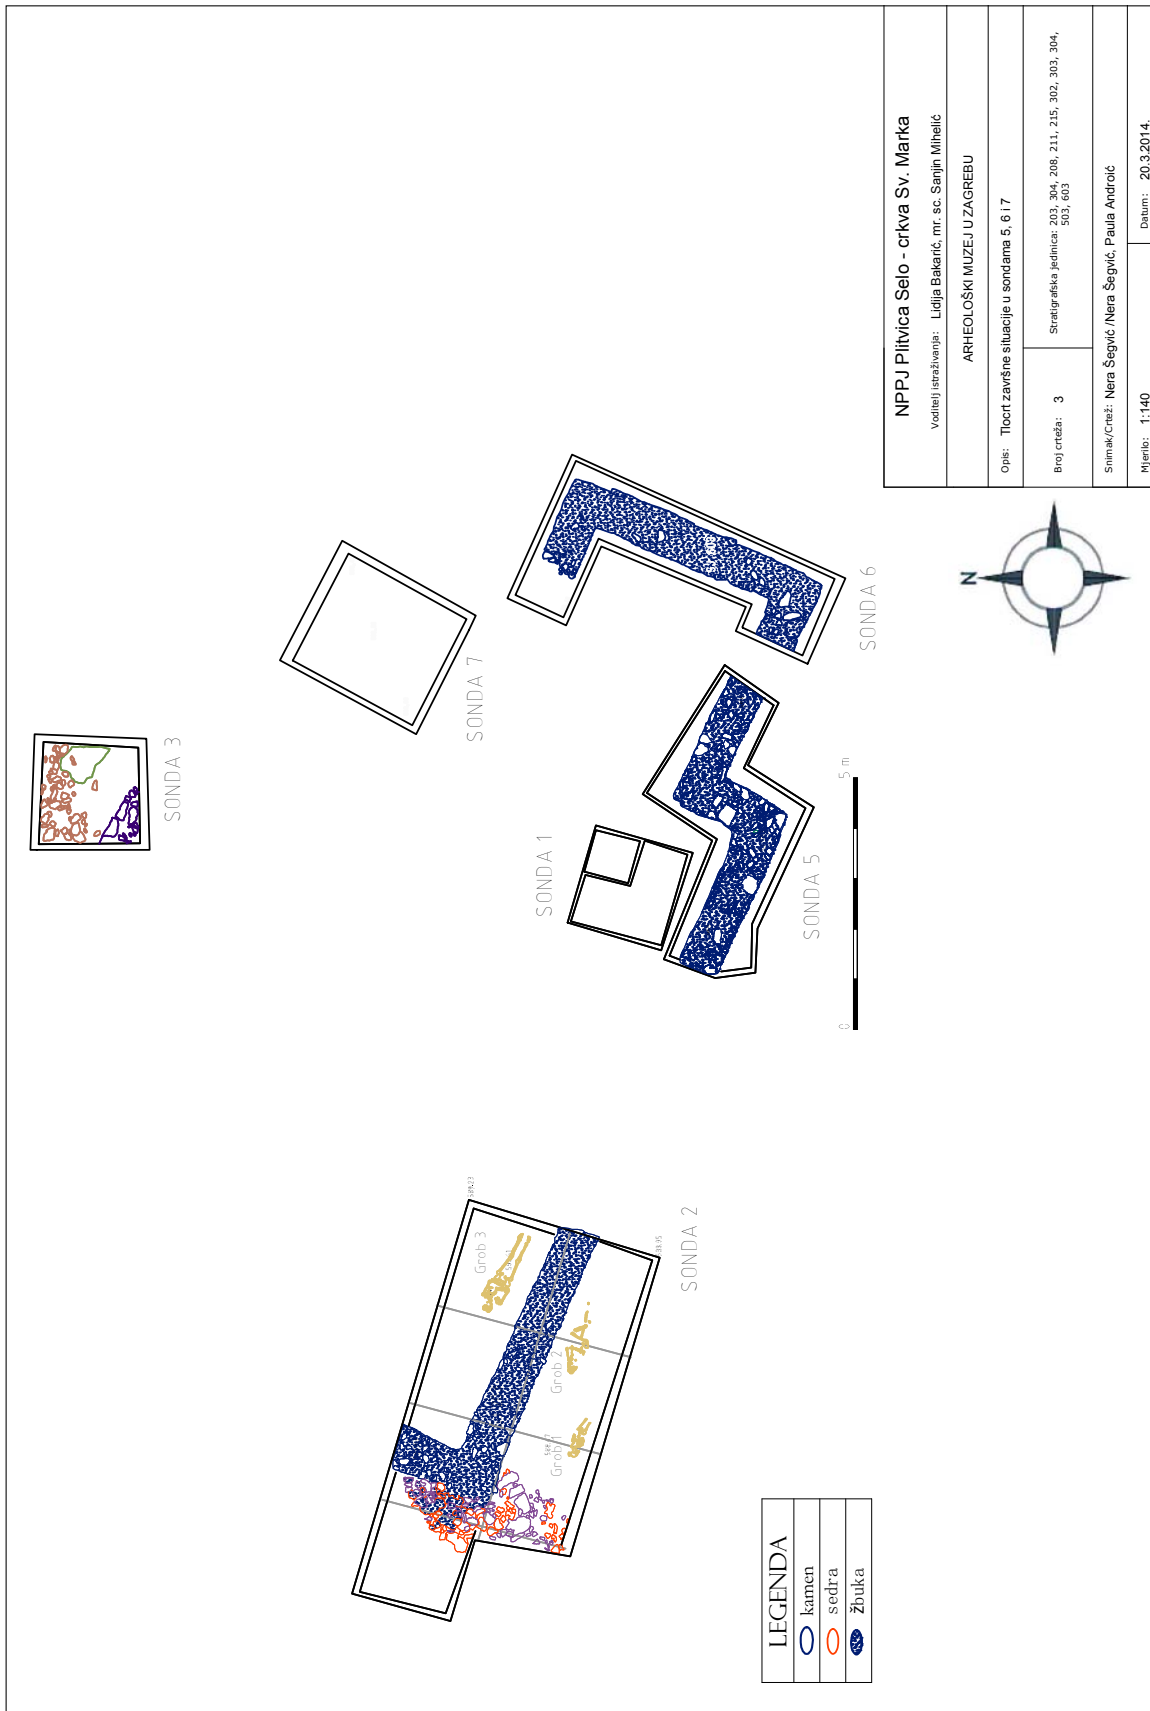 NPPJ Plitvica Selo - crkva Sv. Marka
Voditelj istraživanja: Lidija Bakarić, mr. sc. Sanjin Mihelić
ARHEOLOŠKI MUZEJ U ZAGREBU
Opis: Tlocrt završne situacije u sondama 5, 6 i 7
Broj crteža: 3
Stratigrafska jedinica: 203, 304, 208, 211, 215, 302, 303, 304,
503, 603
Snimak/Crtež: Nera Šegvić /Nera Šegvić, Paula Androić
Mjerilo: 1:140
Datum: 20.3.2014.
N
SONDA 3
SONDA 7
SONDA 6
SONDA 1
SONDA 5
0
5 m
SONDA 2
Grob 3
Grob 2
Grob 1
LEGENDA
kamen
sedra
žbuka